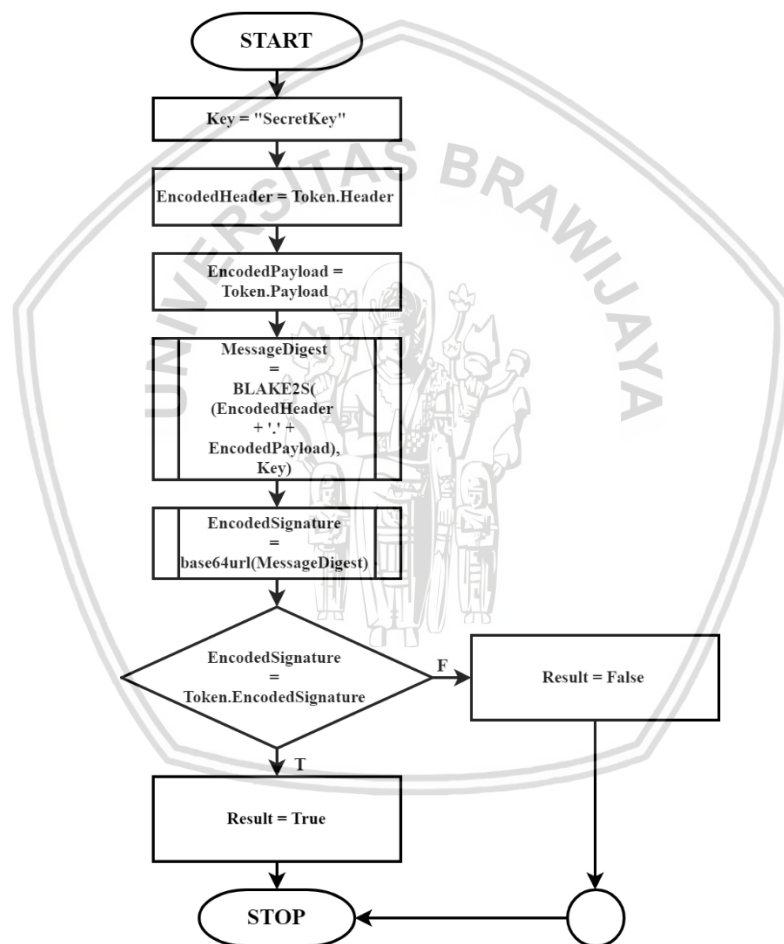 START
Key = "SecretKey"
EncodedHeader = Token.Header
EncodedPayload =
Token.Payload
MessageDigest
=
BLAKE2S(
(EncodedHeader
+ '.' +
EncodedPayload),
Key)
EncodedSignature
=
base64url(MessageDigest)
EncodedSignature
=
Token.EncodedSignature
F
Result = False
T
Result = True
STOP
UNIVERSITAS BRAWIJAYA